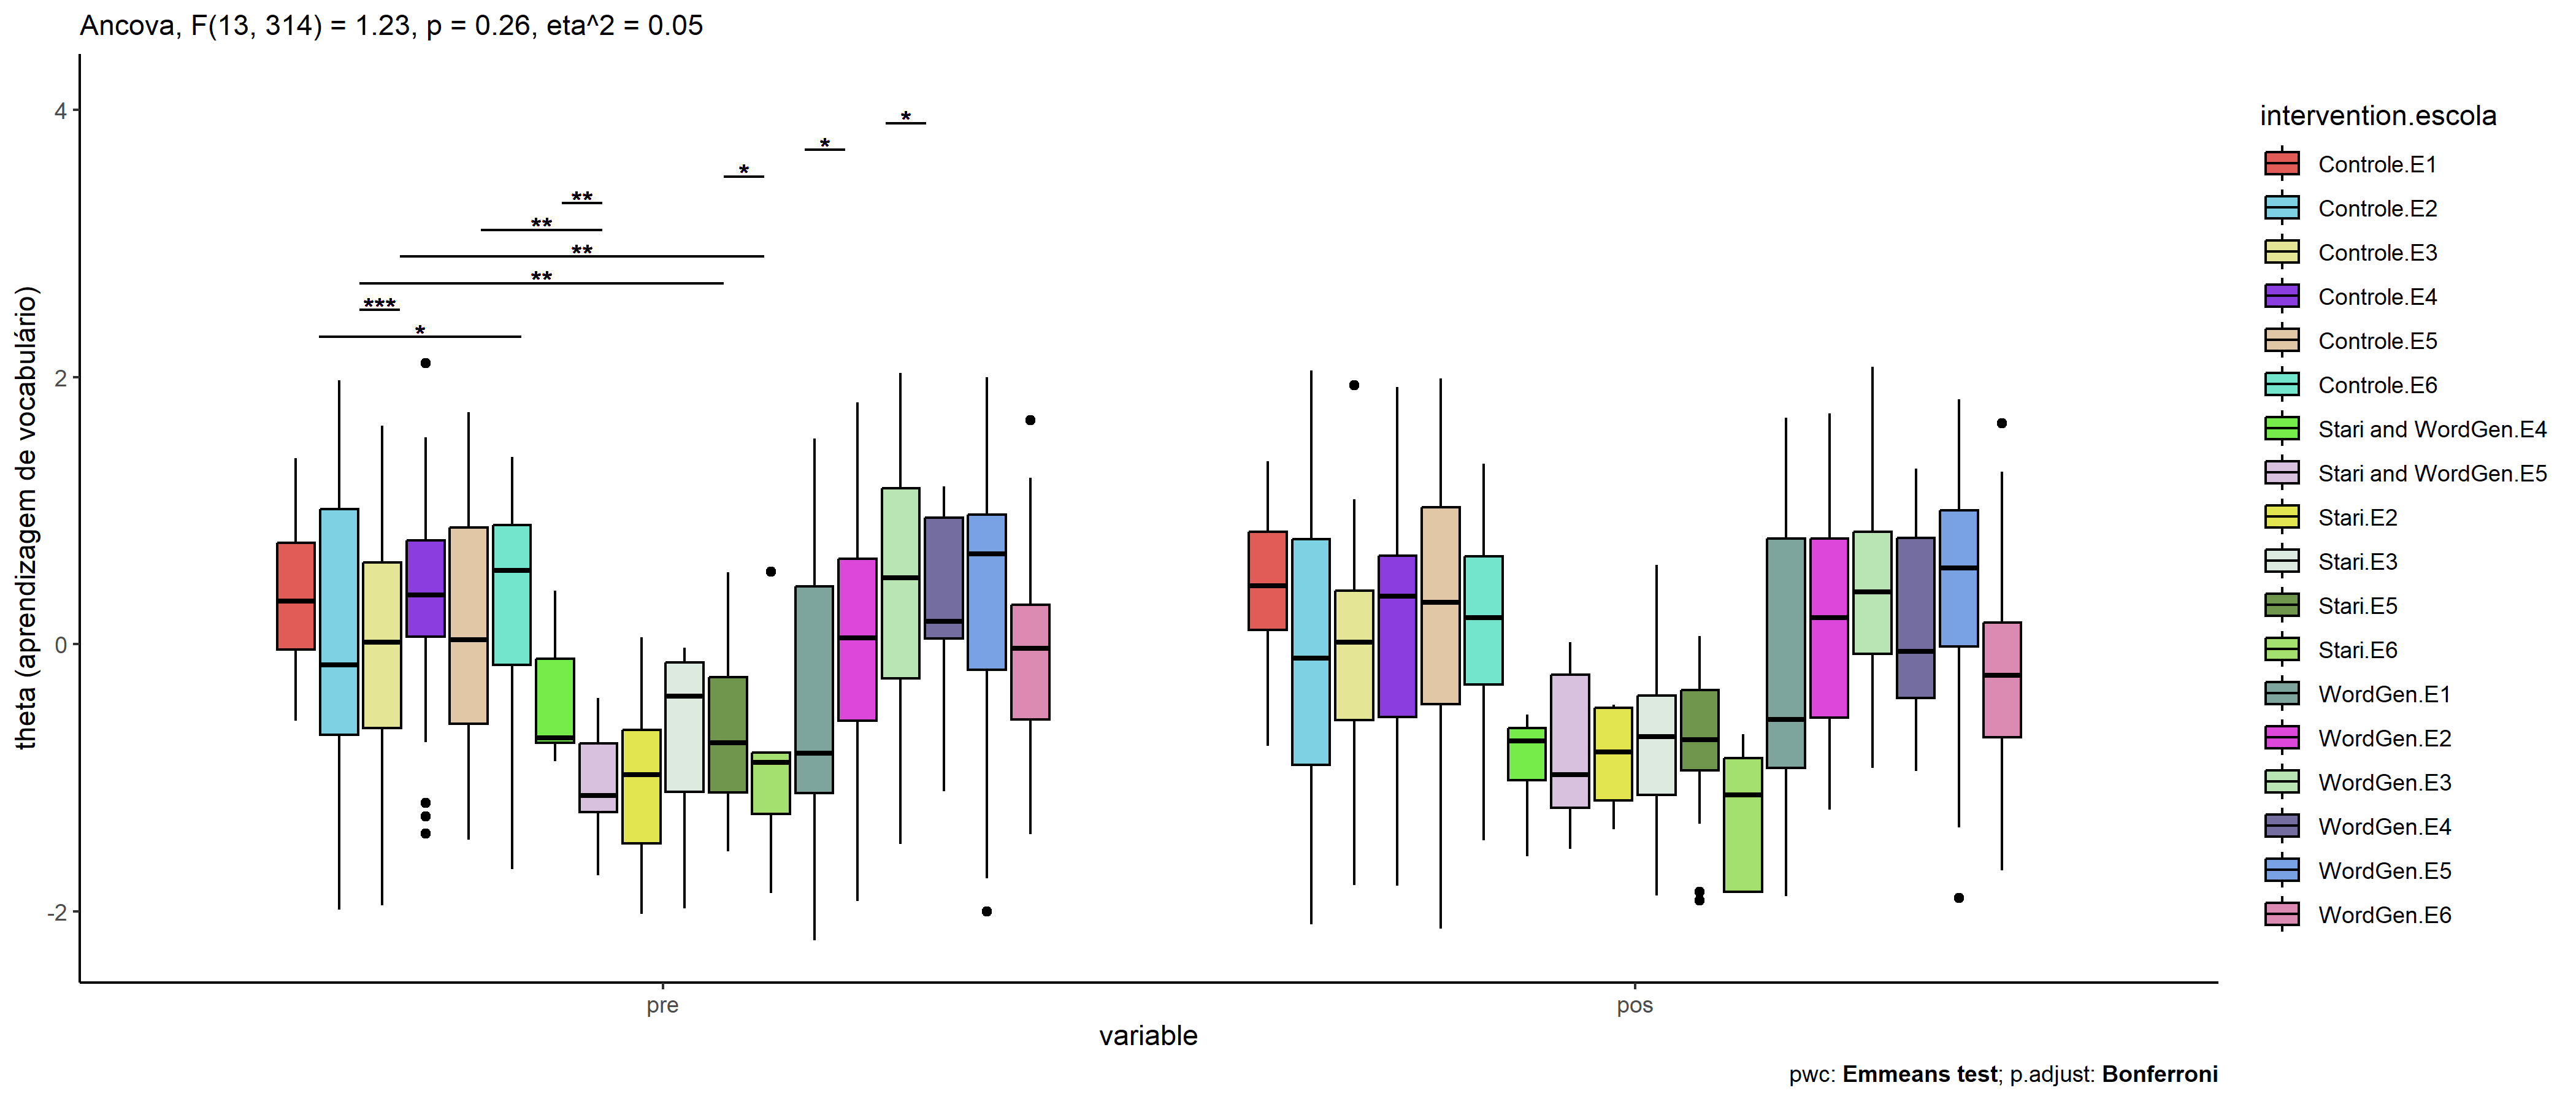 Ancova, F(13, 314) = 1.23, p = 0.26, eta^2 = 0.05
theta (aprendizagem de vocabulário)
4
2
0
-2
*
***
**
**
**
**
*
*
*
pre
pos
variable
pwc: Emmeans test; p.adjust: Bonferroni
intervention.escola
Controle.E1
Controle.E2
Controle.E3
Controle.E4
Controle.E5
Controle.E6
Stari and WordGen.E4
Stari and WordGen.E5
Stari.E2
Stari.E3
Stari.E5
Stari.E6
WordGen.E1
WordGen.E2
WordGen.E3
WordGen.E4
WordGen.E5
WordGen.E6